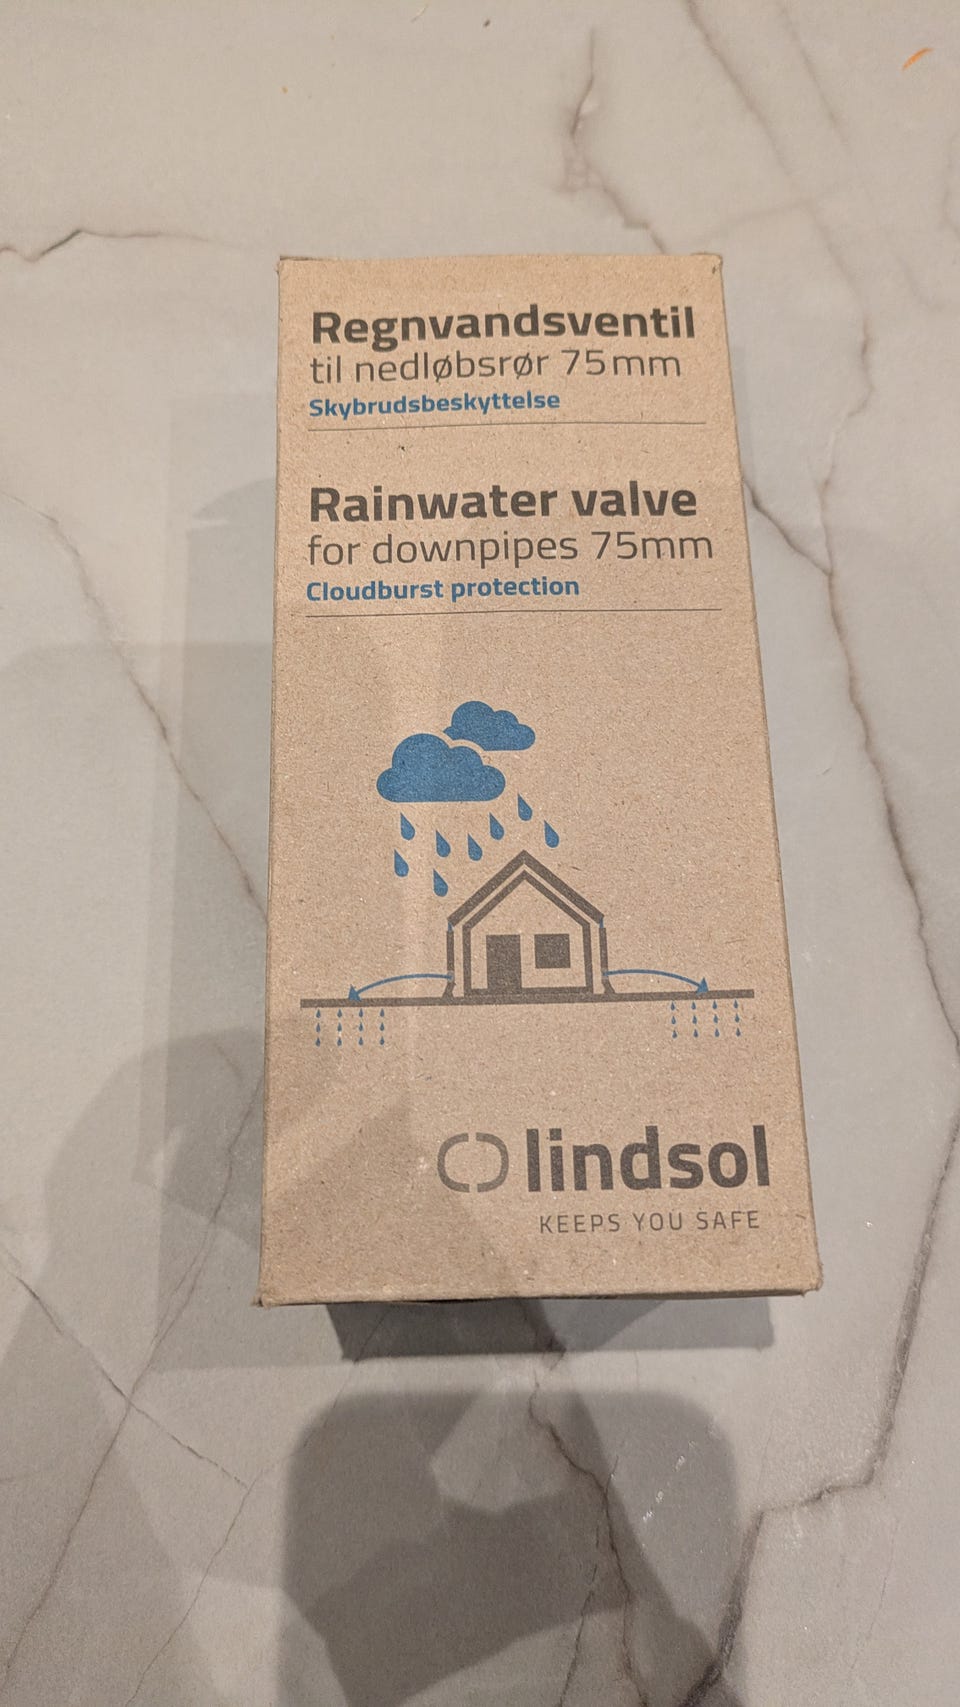 Regnvandsventil
til nedløbsrør 75mm
Skybrudsbeskyttelse
Rainwater valve
for downpipes 75mm
Cloudburst protection
lindsol
KEEPS YOU SAFE